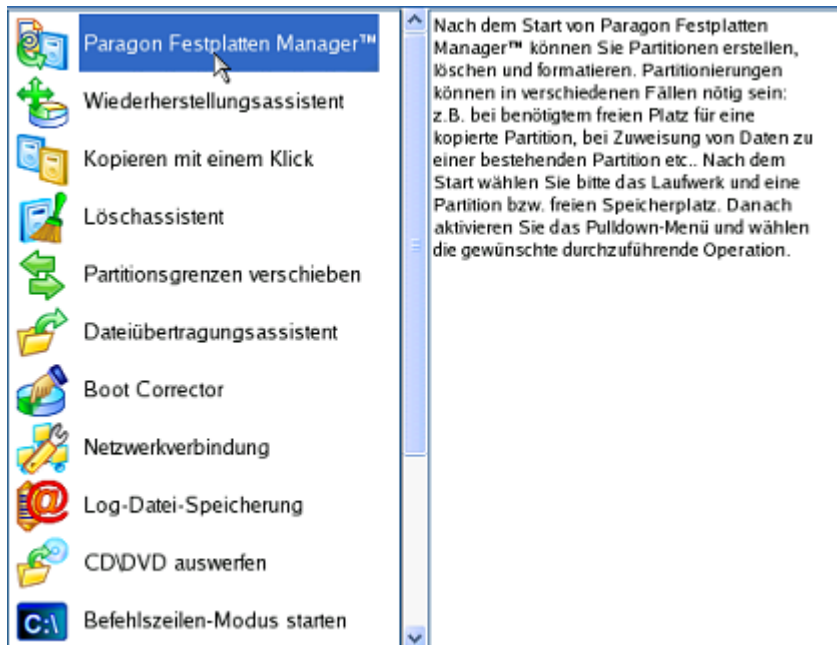 Paragon Festplatten Manager™
Wiederherstellungsassistent
Kopieren mit einem Klick
Löschassistent
Partitionsgrenzen verschieben
Dateiübertragungsassistent
Boot Corrector
Netzwerkverbindung
Log-Datei-Speicherung
CD\DVD auswerfen
C:\
Befehlszeilen-Modus starten
Nach dem Start von Paragon Festplatten
Manager™ können Sie Partitionen erstellen,
löschen und formatieren. Partitionierungen
können in verschiedenen Fällen nötig sein:
z.B. bei benötigtem freien Platz für eine
kopierte Partition, bei Zuweisung von Daten zu
einer bestehenden Partition etc.. Nach dem
Start wählen Sie bitte das Laufwerk und eine
Partition bzw. freien Speicherplatz. Danach
aktivieren Sie das Pulldown-Menü und wählen
die gewünschte durchzuführende Operation.